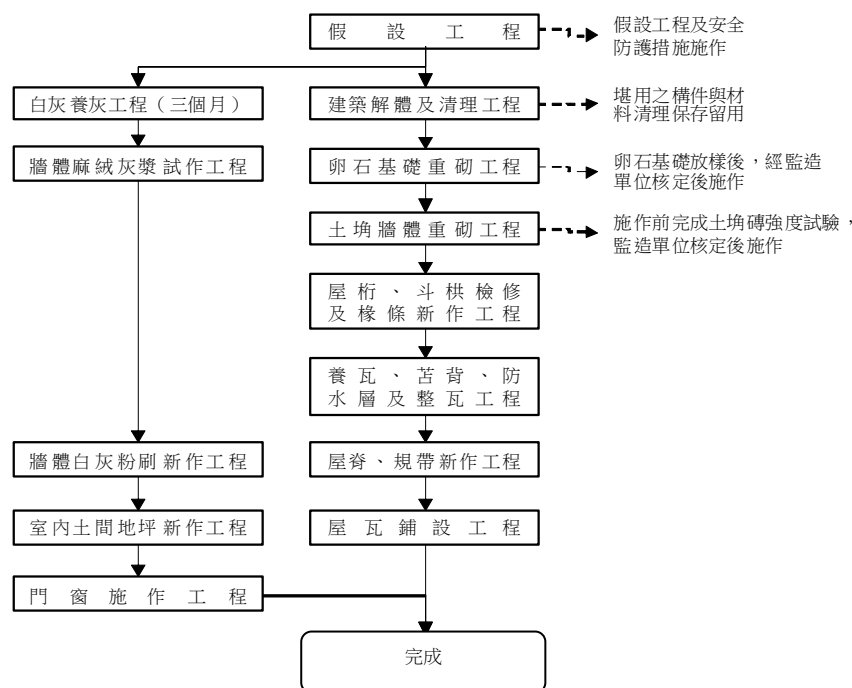 假設工程
假設工程及安全
防護措施施作
白灰養灰工程（三個月）
建築解體及清理工程
堪用之構件與材
料清理保存留用
牆體麻絨灰漿試作工程
卵石基礎重砌工程
卵石基礎放樣後，經監造
單位核定後施作
土埆牆體重砌工程
施作前完成土埆磚強度試驗，
監造單位核定後施作
屋桁、斗栱檢修
及椽條新作工程
養瓦、苫背、防
水層及整瓦工程
牆體白灰粉刷新作工程
屋脊、規帶新作工程
室內土間地坪新作工程
屋瓦鋪設工程
門窗施作工程
完成